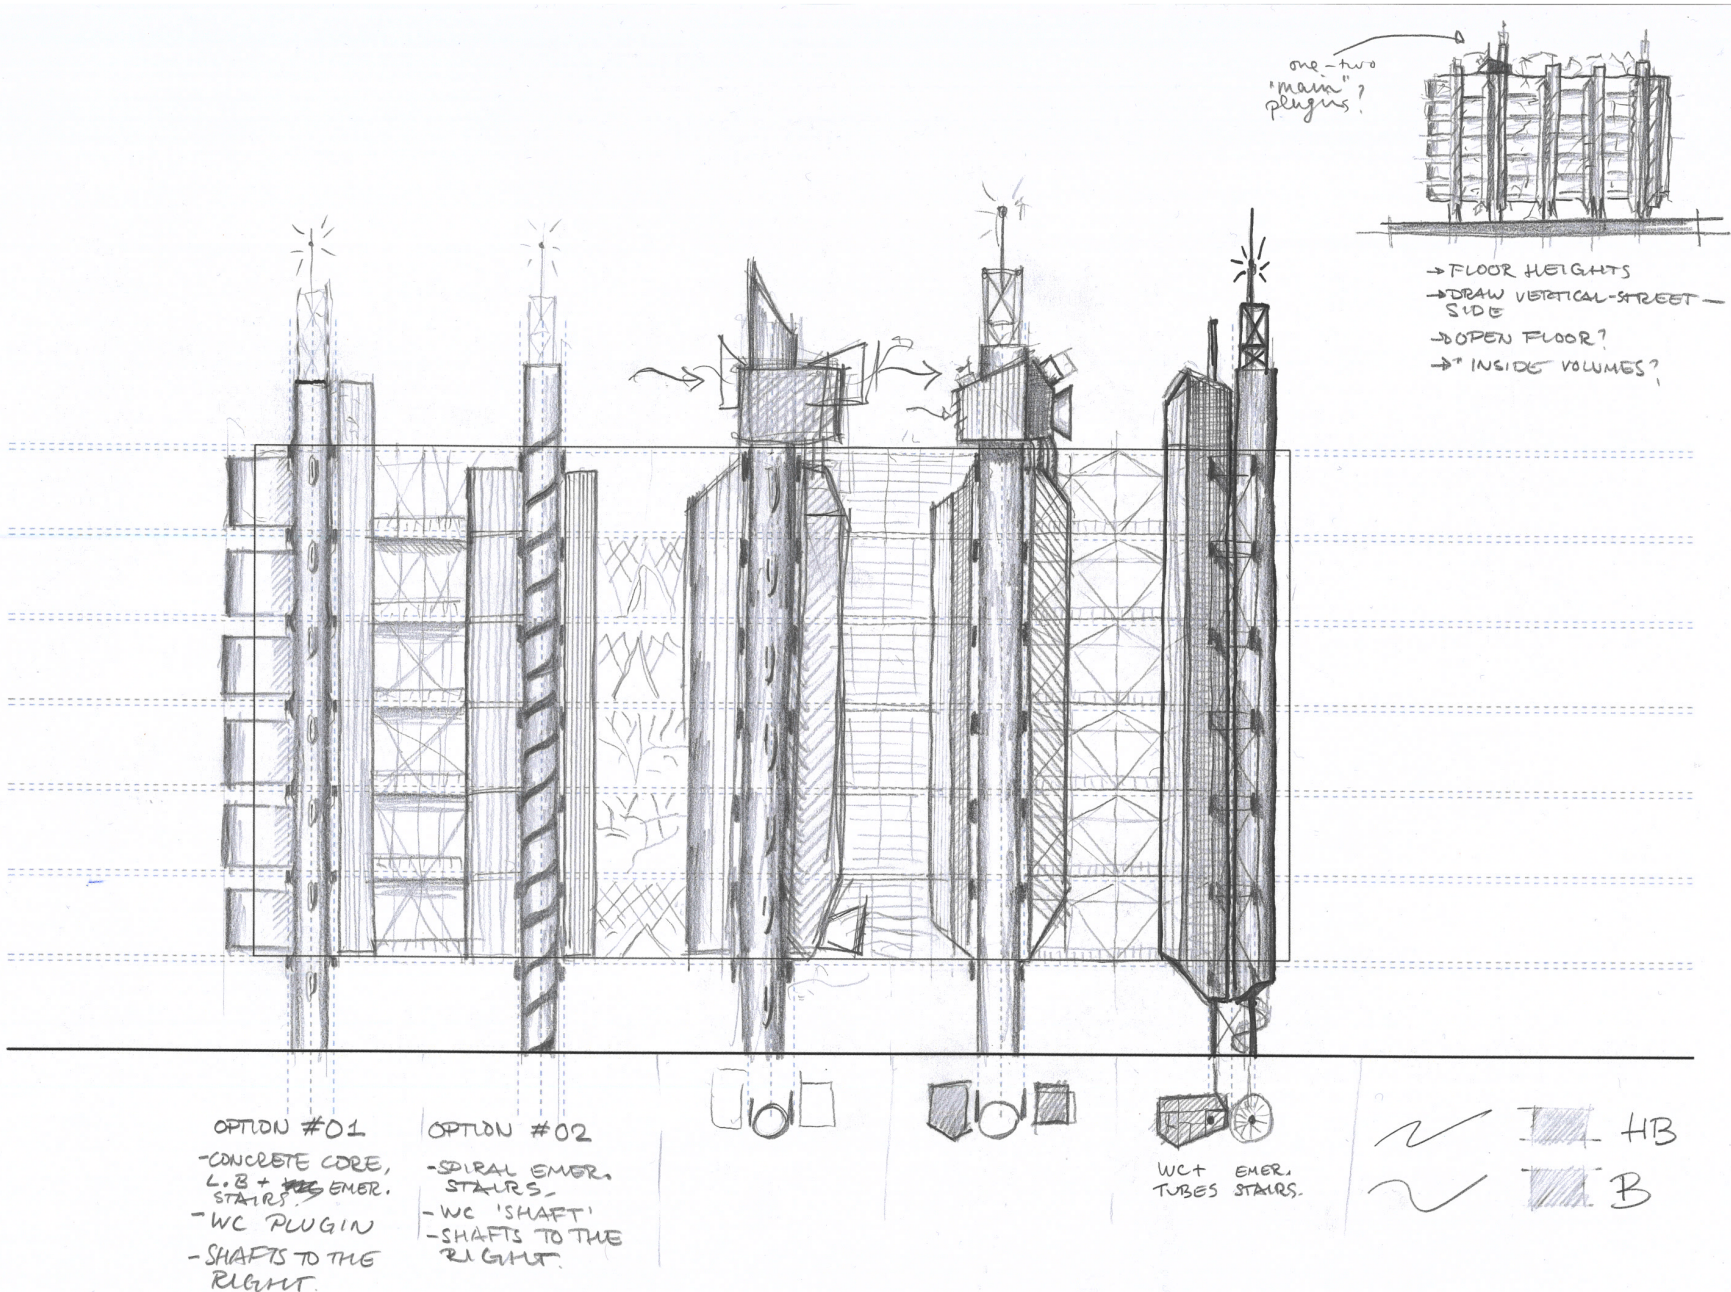 one-two
"main"?
plugins?
→ FLOOR HEIGHTS
→ DRAW VERTICAL-STREET —
SIDE
→ OPEN FLOOR?
→ " INSIDE VOLUMES?
OPTION #01
-CONCRETE CORE,
L.B + EMER.
STAIRS
-WC PLUGIN
-SHAFTS TO THE
RIGHT.
OPTION #02
-SPIRAL EMER.
STAIRS.
-WC 'SHAFT'
-SHAFTS TO THE
RIGHT.
WC+
TUBES
EMER.
STAIRS.
HB
B